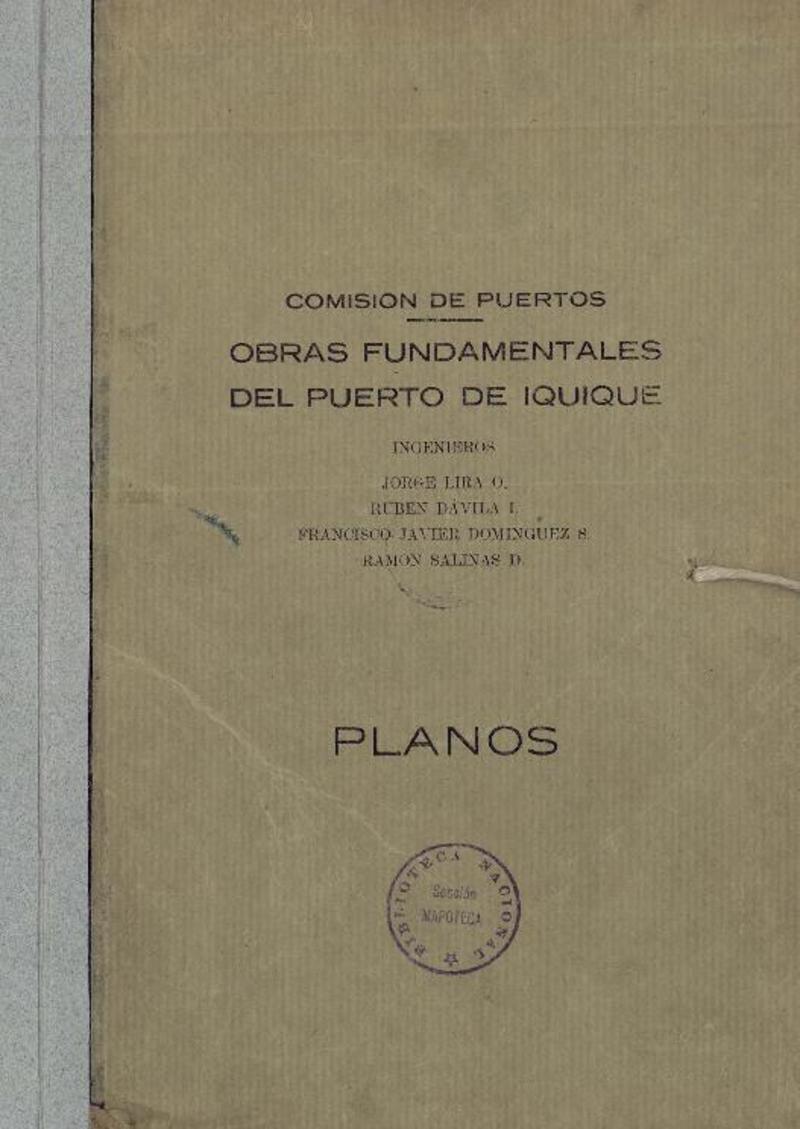 COMISION DE PUERTOS
OBRAS FUNDAMENTALES
DEL PUERTO DE IQUIQUE
INGENIEROS
JORGE LIRA O.
RUBEN DÁVILA I.
FRANCISCO JAVIER DOMINGUEZ S.
RAMON SALINAS D.
PLANOS
BIBLIOTECA NACIONAL
Sección
MAPOTECA